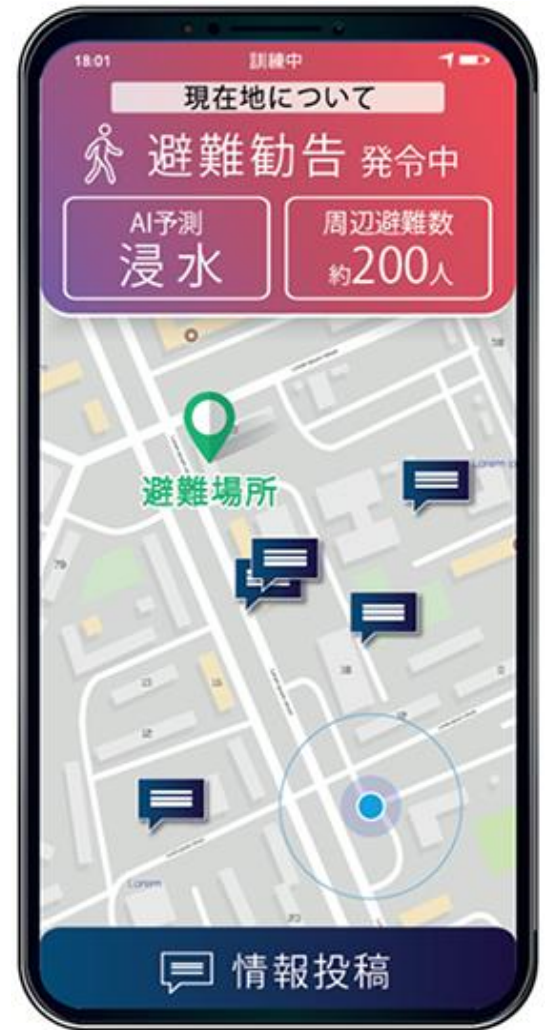 18:01
訓練中
現在地について
避難勧告 発令中
AI予測
浸水
周辺避難数
約200人
避難場所
Lorem
情報投稿